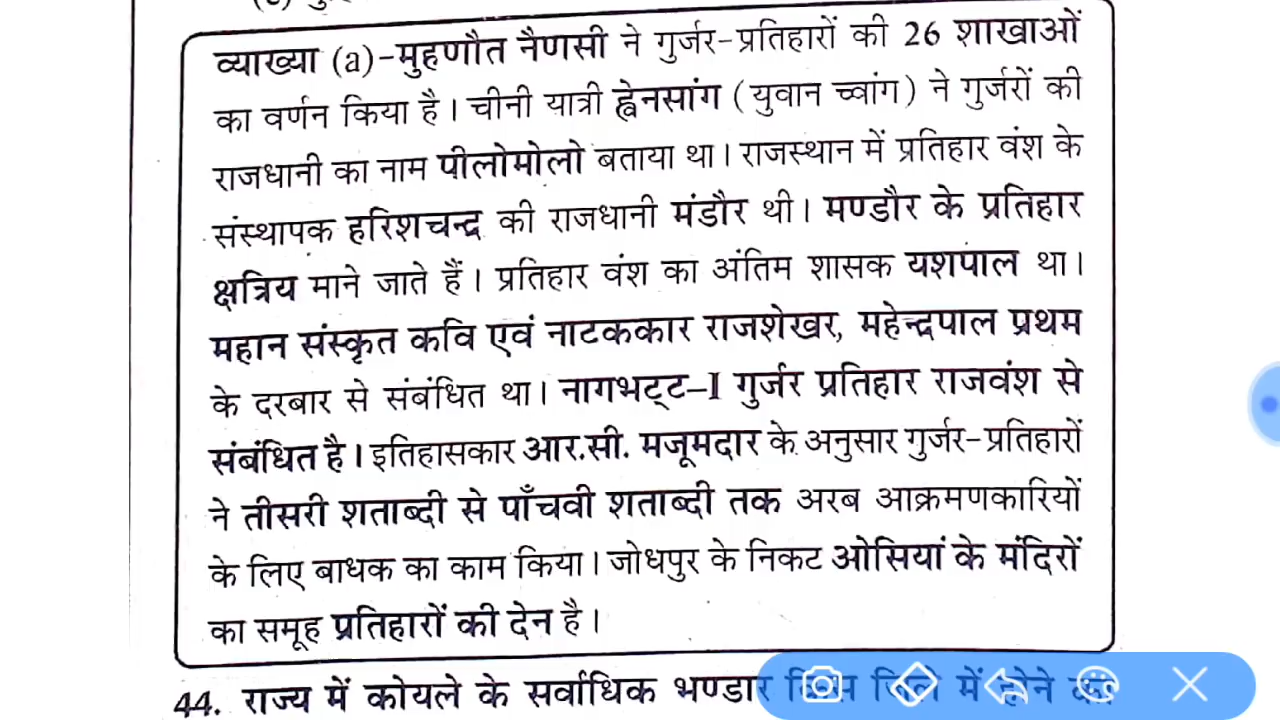 व्याख्या (a)-मुहणौत नैणसी ने गुर्जर-प्रतिहारों की 26 शाखाओं
का वर्णन किया है। चीनी यात्री ह्वेनसांग (युवान च्वांग) ने गुर्जरों की
राजधानी का नाम पीलोमोलो बताया था। राजस्थान में प्रतिहार वंश के
संस्थापक हरिशचन्द्र की राजधानी मंडौर थी। मण्डौर के प्रतिहार
क्षत्रिय माने जाते हैं। प्रतिहार वंश का अंतिम शासक यशपाल था।
महान संस्कृत कवि एवं नाटककार राजशेखर, महेन्द्रपाल प्रथम
के दरबार से संबंधित था। नागभट्ट–I गुर्जर प्रतिहार राजवंश से
संबंधित है। इतिहासकार आर.सी. मजूमदार के अनुसार गुर्जर-प्रतिहारों
ने तीसरी शताब्दी से पाँचवी शताब्दी तक अरब आक्रमणकारियों
के लिए बाधक का काम किया। जोधपुर के निकट ओसियां के मंदिरों
का समूह प्रतिहारों की देन है।
44. राज्य में कोयले के सर्वाधिक भण्डार किस जिले में होने का